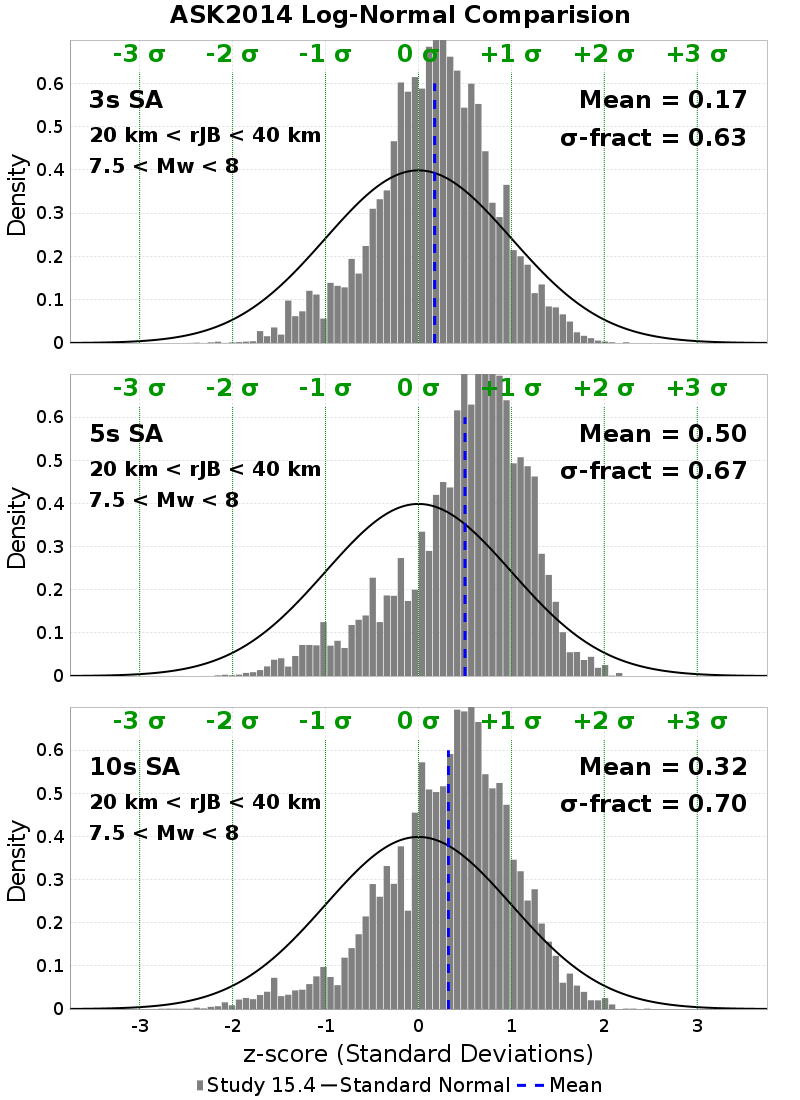 ASK2014 Log-Normal Comparision
-3 σ -2 σ -1 σ 0 σ +1 σ +2 σ +3 σ
3s SA
20 km < rJB < 40 km
7.5 < Mw < 8
Mean = 0.17
σ-fract = 0.63
Density
0.6
0.5
0.4
0.3
0.2
0.1
0
-3 σ -2 σ -1 σ 0 σ +1 σ +2 σ +3 σ
5s SA
20 km < rJB < 40 km
7.5 < Mw < 8
Mean = 0.50
σ-fract = 0.67
Density
0.6
0.5
0.4
0.3
0.2
0.1
0
-3 σ -2 σ -1 σ 0 σ +1 σ +2 σ +3 σ
10s SA
20 km < rJB < 40 km
7.5 < Mw < 8
Mean = 0.32
σ-fract = 0.70
Density
0.6
0.5
0.4
0.3
0.2
0.1
0
-3 -2 -1 0 1 2 3
z-score (Standard Deviations)
Study 15.4 Standard Normal Mean